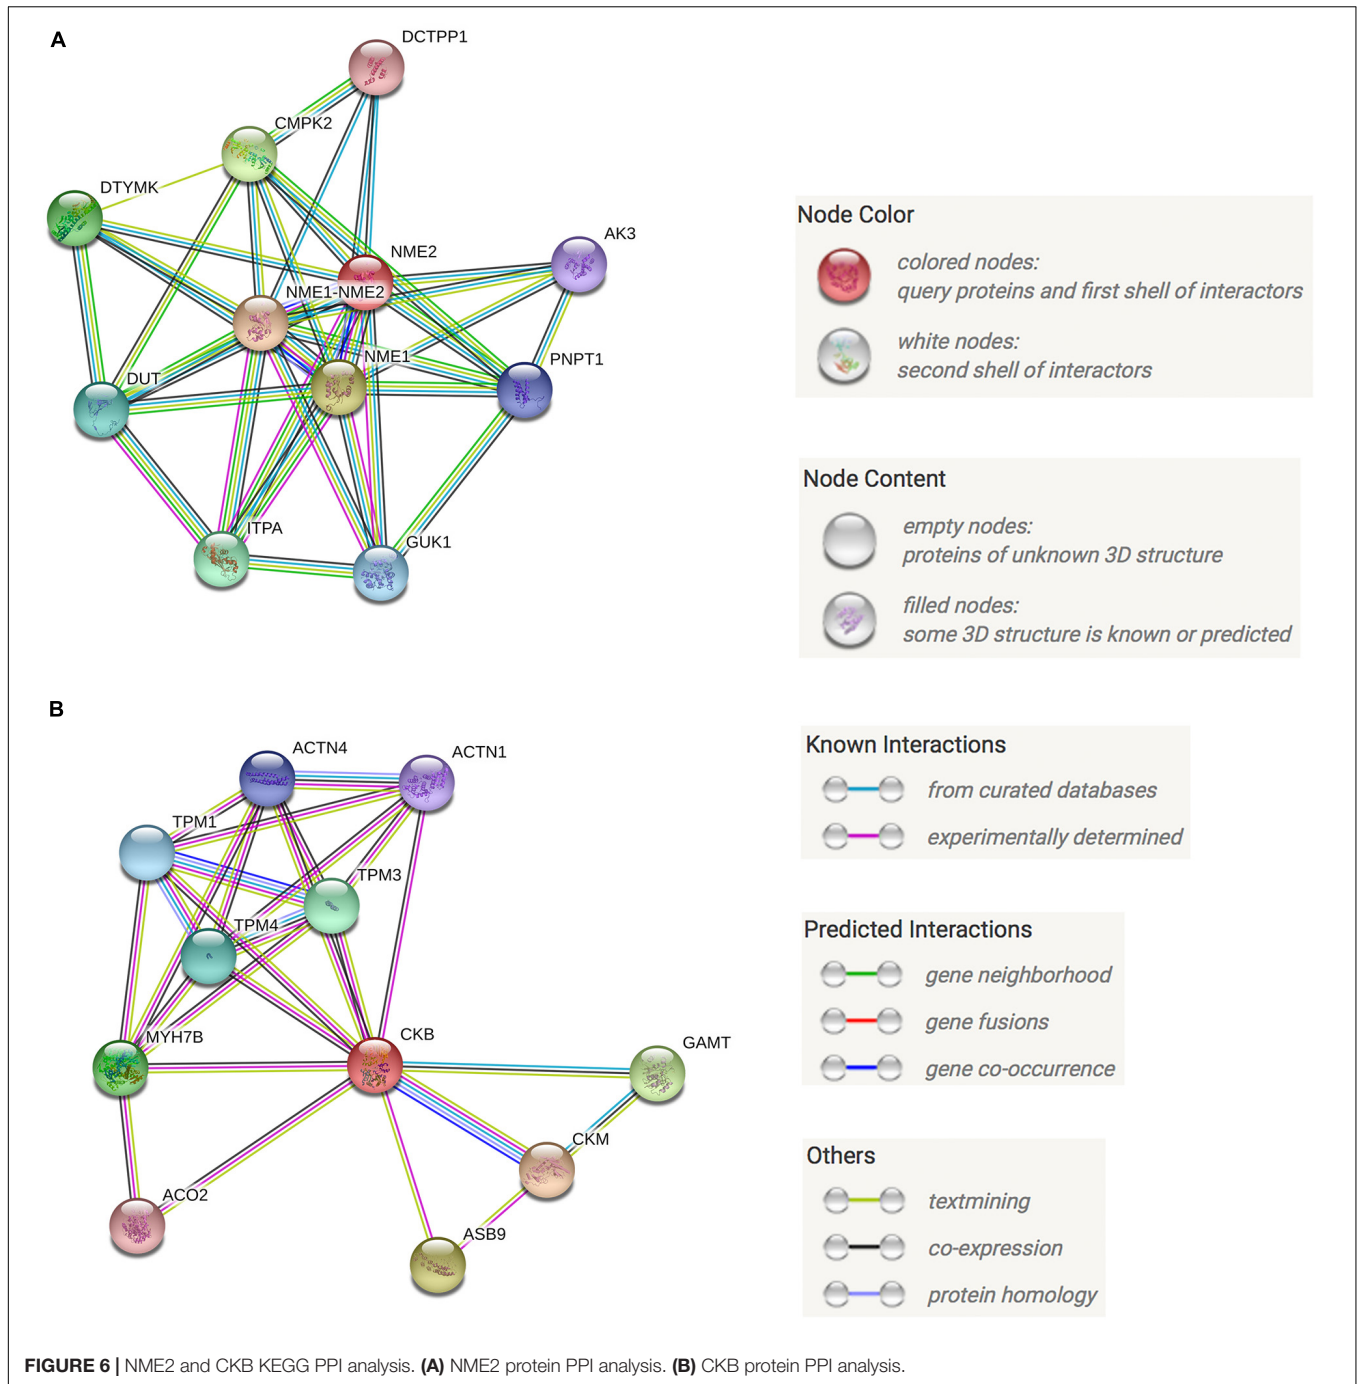 A
DCTPP1
CMPK2
DTYMK
NME2
AK3
NME1-NME2
NME1
PNPT1
DUT
ITPA
GUK1
Node Color
colored nodes:
query proteins and first shell of interactors
white nodes:
second shell of interactors
Node Content
empty nodes:
proteins of unknown 3D structure
filled nodes:
some 3D structure is known or predicted
B
ACTN4
ACTN1
TPM1
TPM3
TPM4
MYH7B
CKB
GAMT
CKM
ACO2
ASB9
Known Interactions
from curated databases
experimentally determined
Predicted Interactions
gene neighborhood
gene fusions
gene co-occurrence
Others
textmining
co-expression
protein homology
FIGURE 6 | NME2 and CKB KEGG PPI analysis. (A) NME2 protein PPI analysis. (B) CKB protein PPI analysis.